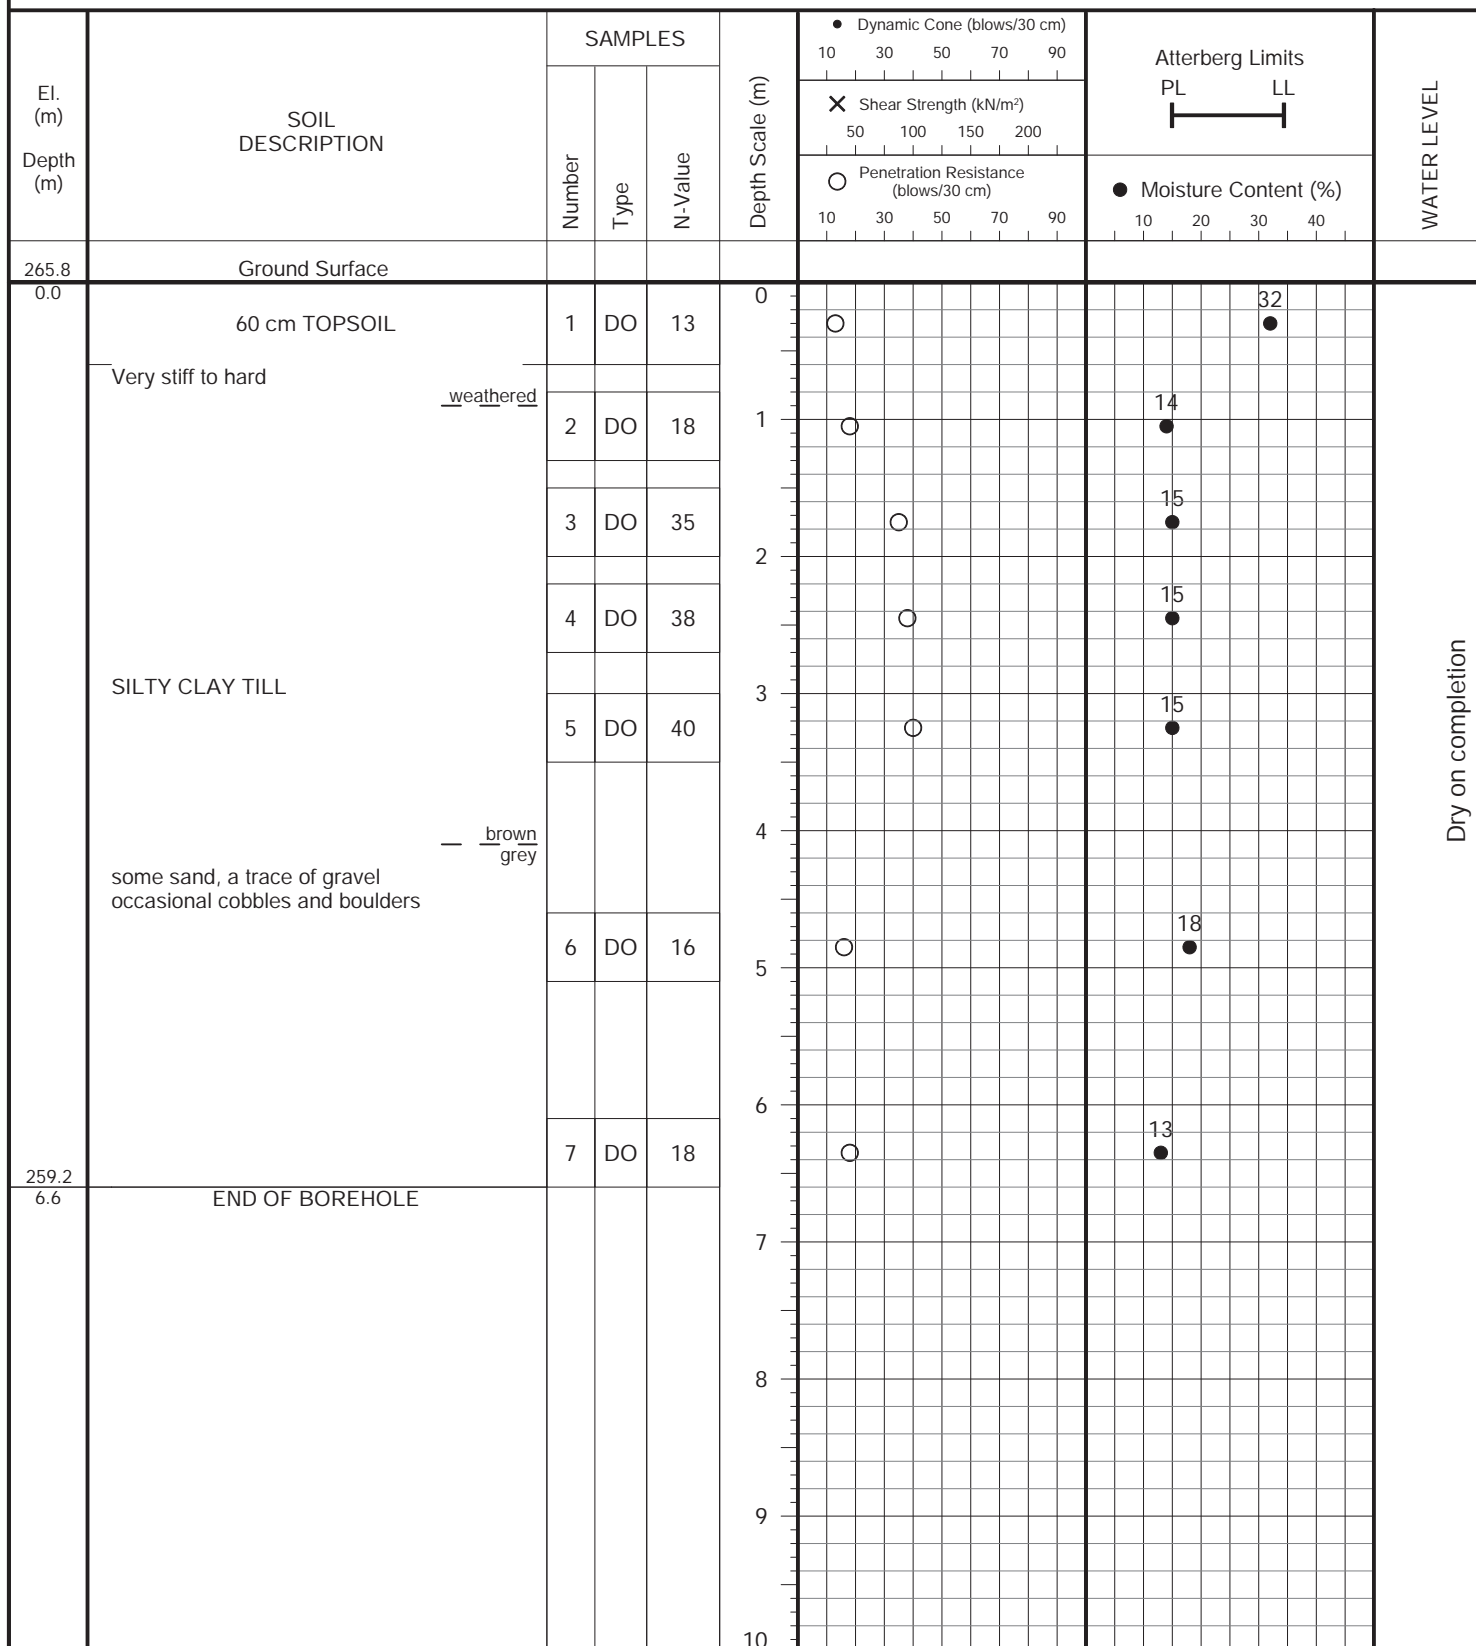 El.
(m)
Depth
(m)
SOIL
DESCRIPTION
SAMPLES
Number
Type
N-Value
Depth Scale (m)
Dynamic Cone (blows/30 cm)
10 30 50 70 90
Shear Strength (kN/m²)
50 100 150 200
Penetration Resistance
(blows/30 cm)
10 30 50 70 90
Atterberg Limits
PL LL
Moisture Content (%)
10 20 30 40
WATER LEVEL
265.8 Ground Surface
0.0
0
60 cm TOPSOIL 1 DO 13
32
Very stiff to hard
weathered
2 DO 18
1
14
3 DO 35
15
2
4 DO 38
15
SILTY CLAY TILL
3
5 DO 40
15
brown
grey
4
some sand, a trace of gravel
occasional cobbles and boulders
6 DO 16
18
5
6
7 DO 18
13
259.2
6.6
END OF BOREHOLE
7
8
9
10
Dry on completion